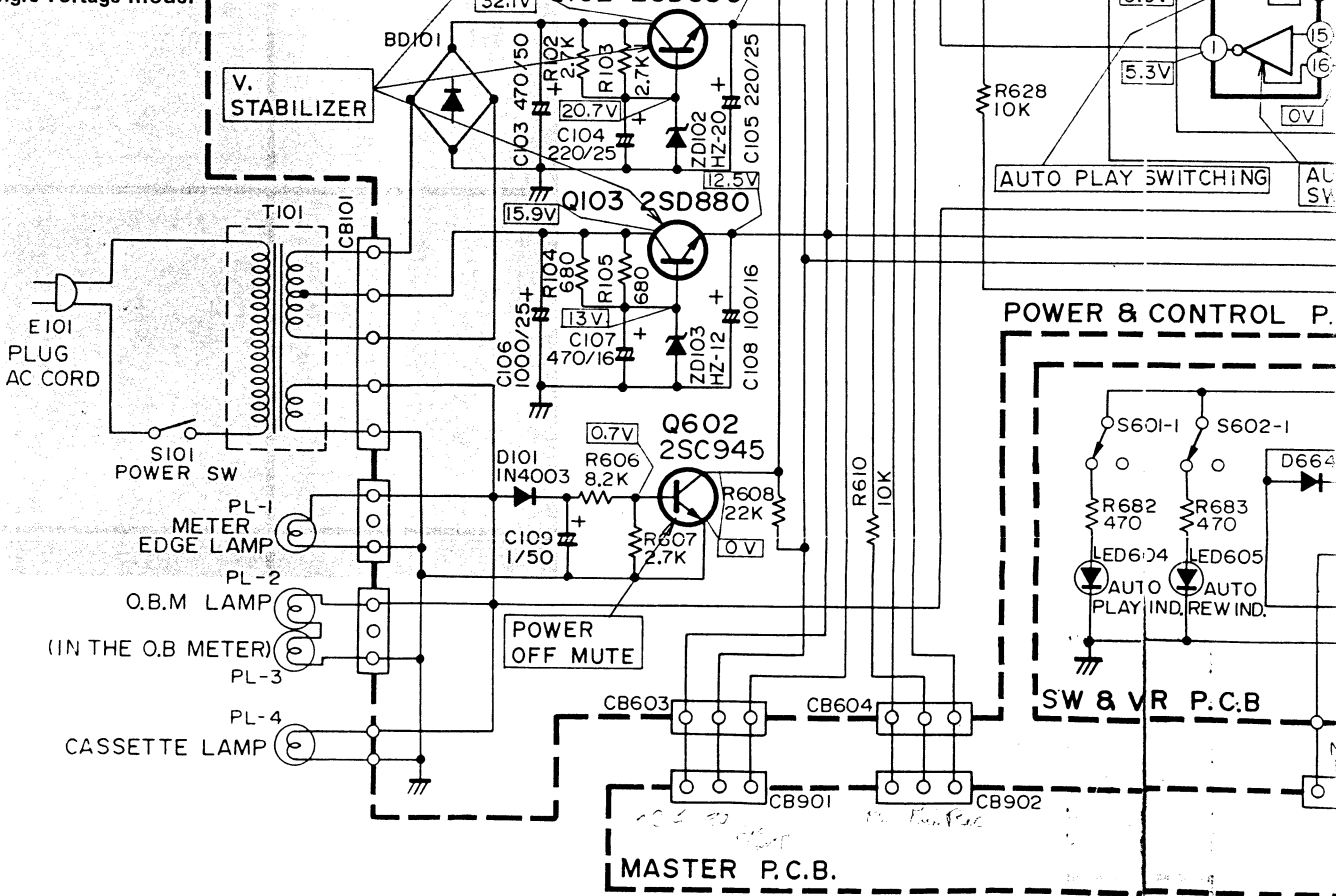 32.1V
BD101
V.
STABILIZER
C103 470/50
R102
2.7K
R103
2.7K
20.7V
C104
220/25
ZD102
HZ-20
C105 220/25
12.5V
5.3V
15
1
16
0V
R628
10K
AUTO PLAY SWITCHING
T101
CB101
Q103 2SD880
15.9V
R104
680
R105
680
13V
C106
1000/25
C107
470/16
ZD103
HZ-12
C108 100/16
POWER & CONTROL P.
E101
PLUG
AC CORD
S101
POWER SW
Q602
2SC945
0.7V
D101
1N4003
R606
8.2K
R608
22K
R610
10K
C109
1/50
R607
2.7K
0V
S601-1
S602-1
D664
R682
470
R683
470
LED604
LED605
AUTO
PLAY IND.
AUTO
REWIND.
PL-1
METER
EDGE LAMP
PL-2
O.B.M LAMP
(IN THE O.B METER)
PL-3
POWER
OFF MUTE
PL-4
CASSETTE LAMP
CB603
CB604
SW & VR P.C.B
CB901
CB902
MASTER P.C.B.